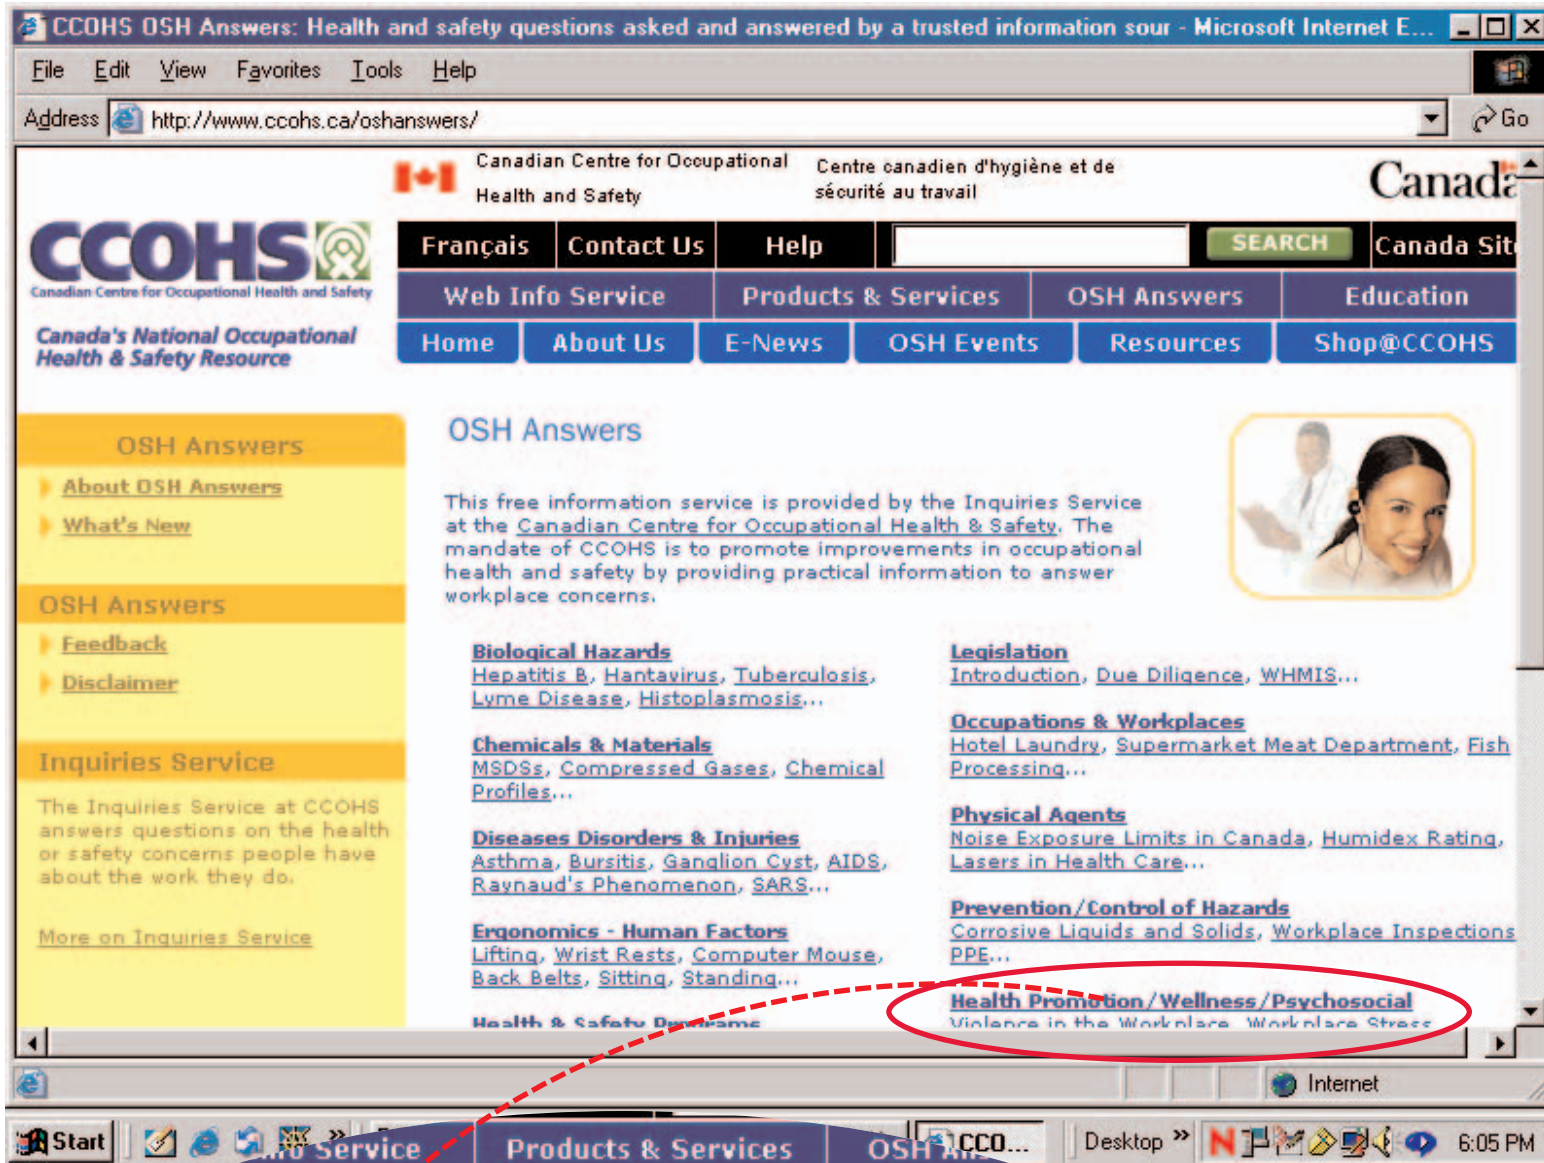 CCOHS OSH Answers: Health and safety questions asked and answered by a trusted information sour - Microsoft Internet E...
File Edit View Favorites Tools Help
Address http://www.ccohs.ca/oshanswers/ Go
Canadian Centre for Occupational Health and Safety
Centre canadien d'hygiène et de sécurité au travail
Canada
CCOHS
Canadian Centre for Occupational Health and Safety
Canada's National Occupational
Health & Safety Resource
Français Contact Us Help SEARCH Canada Sit
Web Info Service Products & Services OSH Answers Education
Home About Us E-News OSH Events Resources Shop@CCOHS
OSH Answers
About OSH Answers
What's New
OSH Answers
Feedback
Disclaimer
Inquiries Service
The Inquiries Service at CCOHS
answers questions on the health
or safety concerns people have
about the work they do.
More on Inquiries Service
OSH Answers
This free information service is provided by the Inquiries Service
at the Canadian Centre for Occupational Health & Safety. The
mandate of CCOHS is to promote improvements in occupational
health and safety by providing practical information to answer
workplace concerns.
Biological Hazards
Hepatitis B, Hantavirus, Tuberculosis,
Lyme Disease, Histoplasmosis...
Chemicals & Materials
MSDSs, Compressed Gases, Chemical
Profiles...
Diseases Disorders & Injuries
Asthma, Bursitis, Ganglion Cyst, AIDS,
Raynaud's Phenomenon, SARS...
Ergonomics - Human Factors
Lifting, Wrist Rests, Computer Mouse,
Back Belts, Sitting, Standing...
Health & Safety Programs
Legislation
Introduction, Due Diligence, WHMIS...
Occupations & Workplaces
Hotel Laundry, Supermarket Meat Department, Fish
Processing...
Physical Agents
Noise Exposure Limits in Canada, Humidex Rating,
Lasers in Health Care...
Prevention/Control of Hazards
Corrosive Liquids and Solids, Workplace Inspections
PPE...
Health Promotion/Wellness/Psychosocial
Violence in the Workplace, Workplace Stress
Internet
Start CCO... Desktop 6:05 PM
Service Products & Services OSH